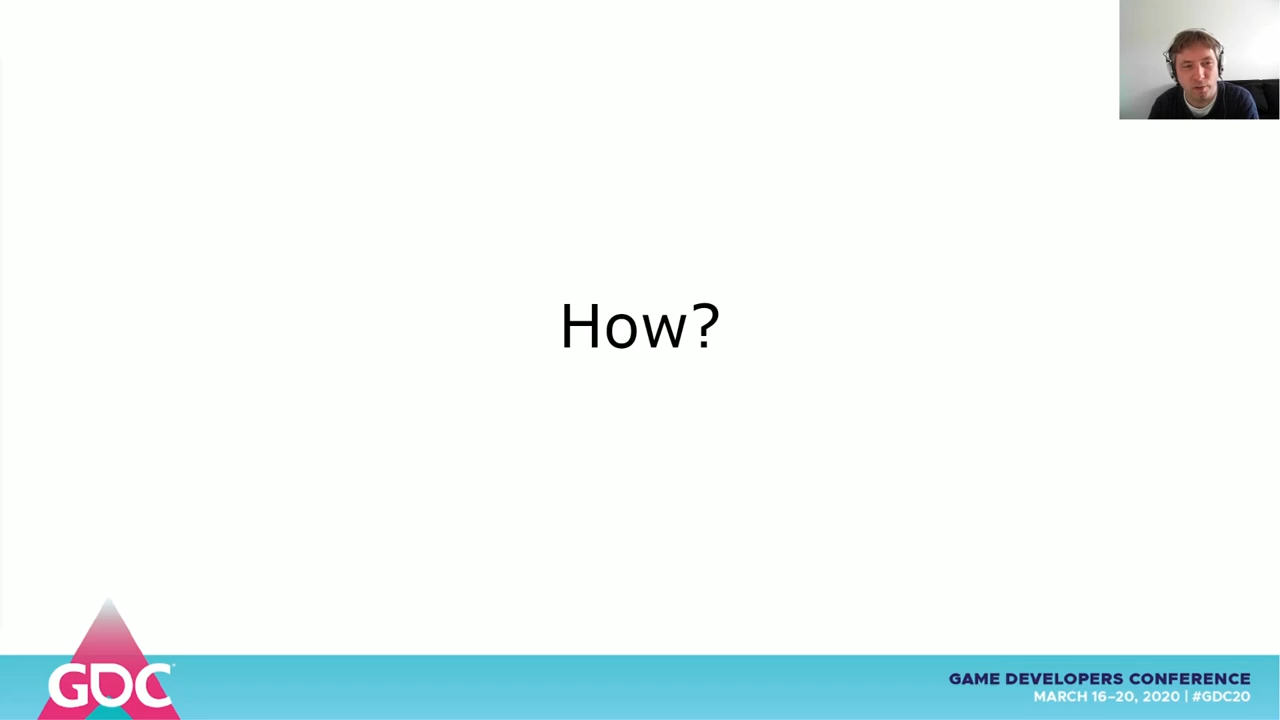 How?
GDC
GAME DEVELOPERS CONFERENCE
MARCH 16–20, 2020 | #GDC20